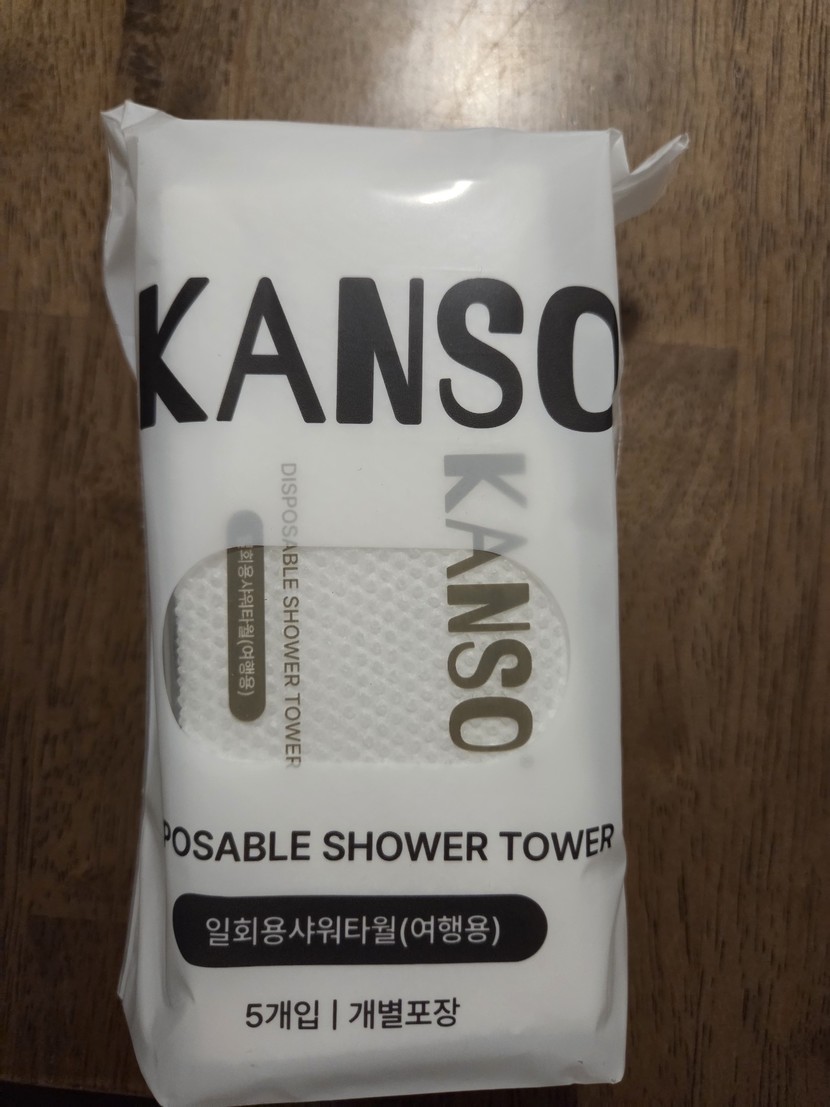 KANSO
KANSO
DISPOSABLE SHOWER TOWER
회용샤워타월(여행용)
POSABLE SHOWER TOWER
일회용샤워타월(여행용)
5개입 | 개별포장